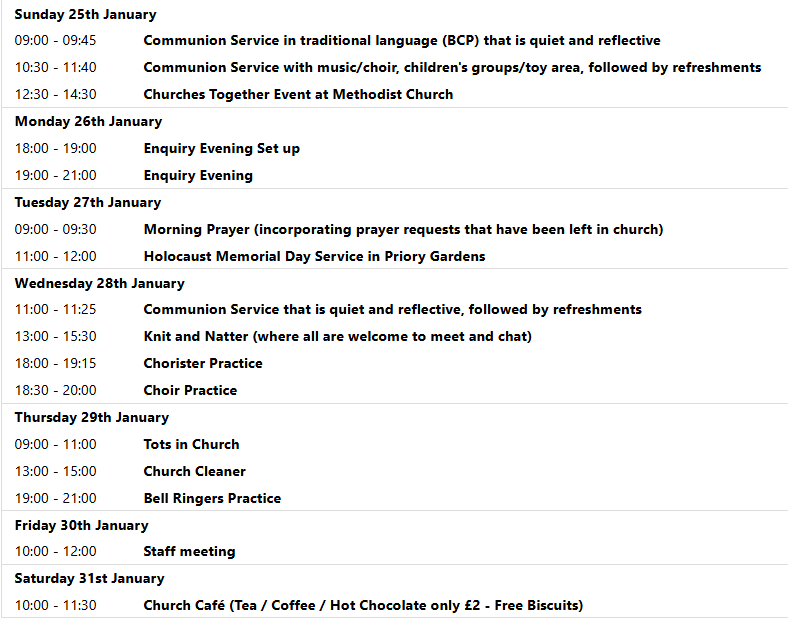 Sunday 25th January
09:00 - 09:45 Communion Service in traditional language (BCP) that is quiet and reflective
10:30 - 11:40 Communion Service with music/choir, children's groups/toy area, followed by refreshments
12:30 - 14:30 Churches Together Event at Methodist Church
Monday 26th January
18:00 - 19:00 Enquiry Evening Set up
19:00 - 21:00 Enquiry Evening
Tuesday 27th January
09:00 - 09:30 Morning Prayer (incorporating prayer requests that have been left in church)
11:00 - 12:00 Holocaust Memorial Day Service in Priory Gardens
Wednesday 28th January
11:00 - 11:25 Communion Service that is quiet and reflective, followed by refreshments
13:00 - 15:30 Knit and Natter (where all are welcome to meet and chat)
18:00 - 19:15 Chorister Practice
18:30 - 20:00 Choir Practice
Thursday 29th January
09:00 - 11:00 Tots in Church
13:00 - 15:00 Church Cleaner
19:00 - 21:00 Bell Ringers Practice
Friday 30th January
10:00 - 12:00 Staff meeting
Saturday 31st January
10:00 - 11:30 Church Café (Tea / Coffee / Hot Chocolate only £2 - Free Biscuits)